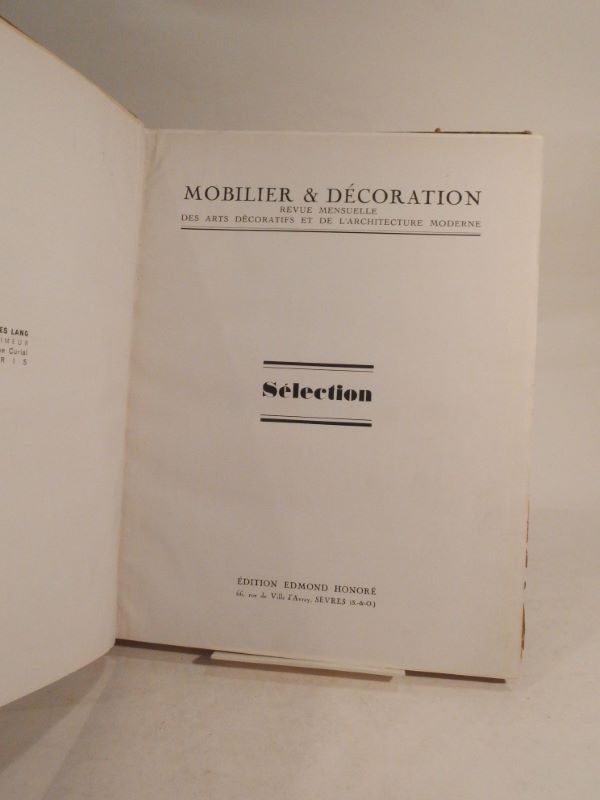 ES LANG
IMEUR
e Curial
R I S
MOBILIER & DÉCORATION
REVUE MENSUELLE
DES ARTS DÉCORATIFS ET DE L'ARCHITECTURE MODERNE
Sélection
ÉDITION EDMOND HONORÉ
66, rue de Ville d'Avray, SÈVRES (S.-&-O.)